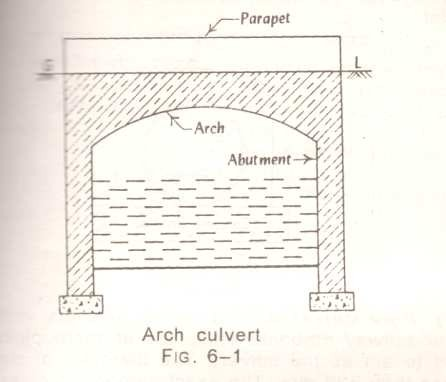 Parapet
G L
Arch
Abutment
Arch culvert
FIG. 6–1